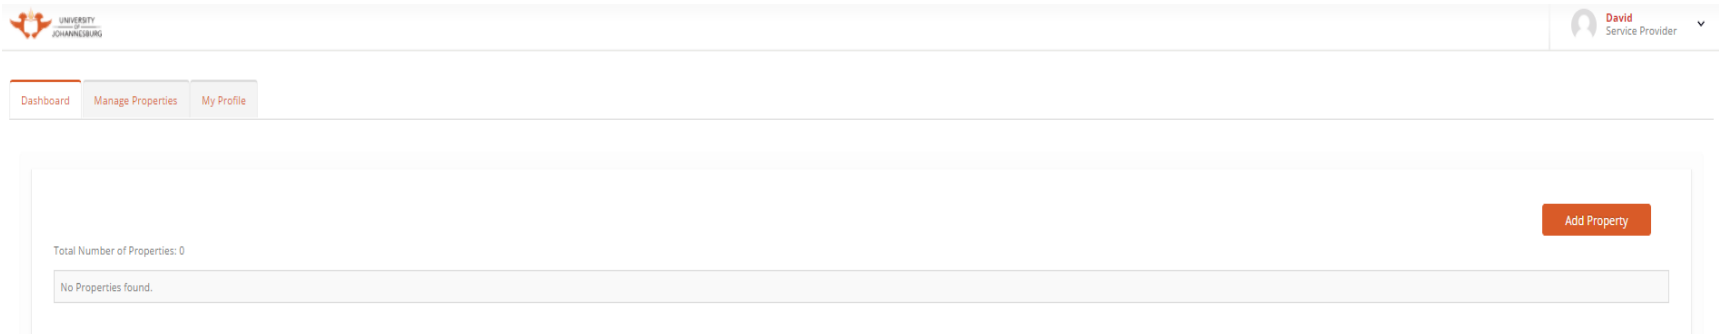 UNIVERSITY
OF
JOHANNESBURG
David
Service Provider
Dashboard
Manage Properties
My Profile
Add Property
Total Number of Properties: 0
No Properties found.